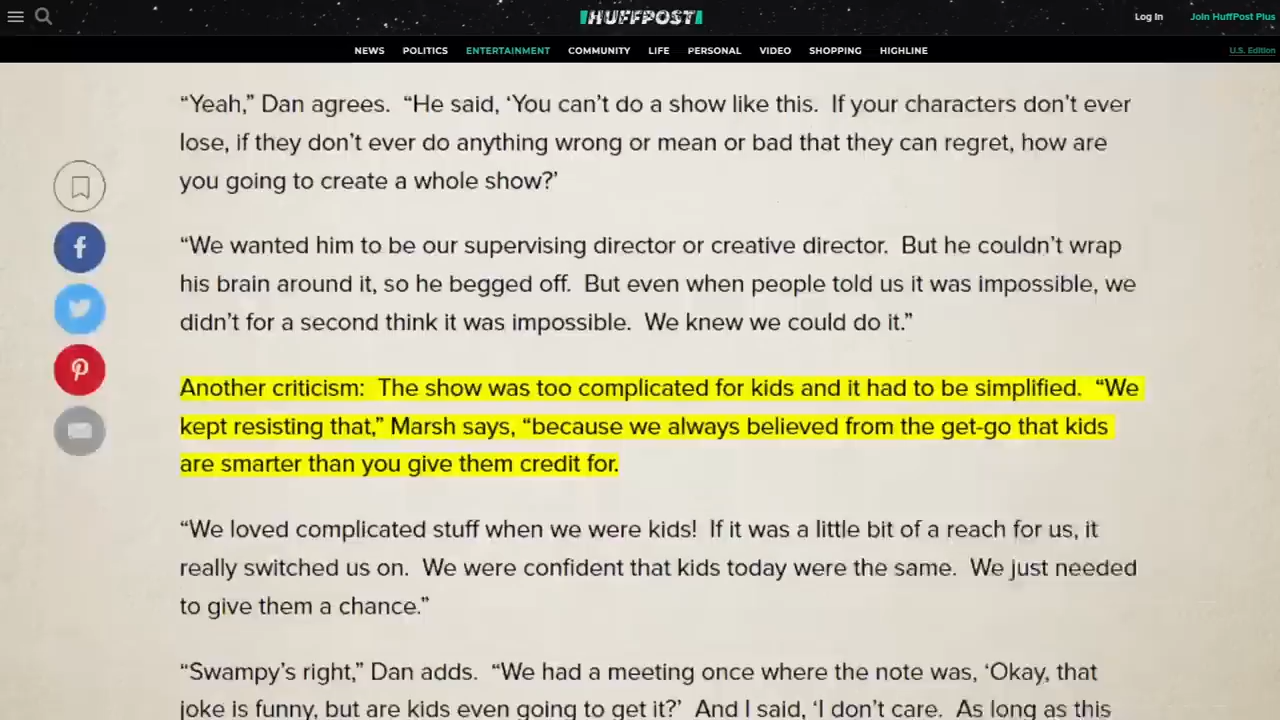 HUFFPOST
Log In
Join HuffPost Plus
NEWS POLITICS ENTERTAINMENT COMMUNITY LIFE PERSONAL VIDEO SHOPPING HIGHLINE
U.S. Edition
“Yeah,” Dan agrees.  “He said, ‘You can’t do a show like this.  If your characters don’t ever
lose, if they don’t ever do anything wrong or mean or bad that they can regret, how are
you going to create a whole show?’
“We wanted him to be our supervising director or creative director.  But he couldn’t wrap
his brain around it, so he begged off.  But even when people told us it was impossible, we
didn’t for a second think it was impossible.  We knew we could do it.”
Another criticism:  The show was too complicated for kids and it had to be simplified.  “We
kept resisting that,” Marsh says, “because we always believed from the get-go that kids
are smarter than you give them credit for.
“We loved complicated stuff when we were kids!  If it was a little bit of a reach for us, it
really switched us on.  We were confident that kids today were the same.  We just needed
to give them a chance.”
“Swampy’s right,” Dan adds.  “We had a meeting once where the note was, ‘Okay, that
joke is funny, but are kids even going to get it?’  And I said, ‘I don’t care.  As long as this